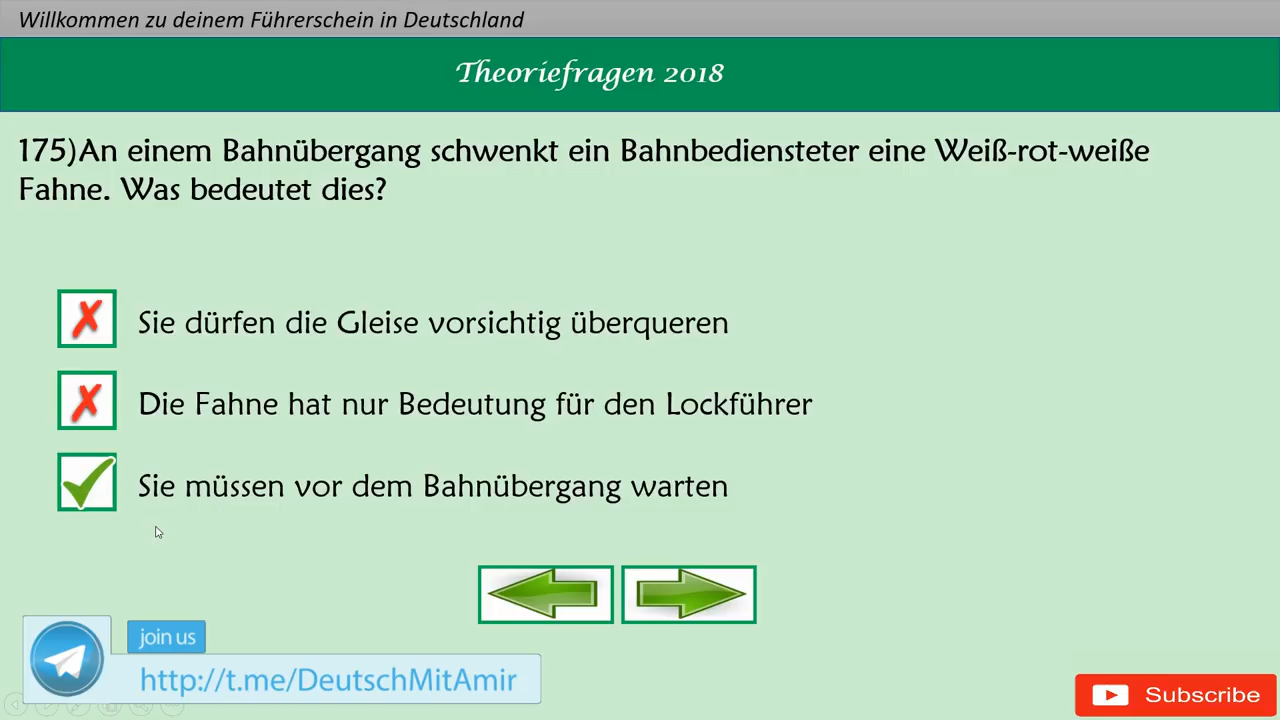 Willkommen zu deinem Führerschein in Deutschland
Theoriefragen 2018
175)An einem Bahnübergang schwenkt ein Bahnbediensteter eine Weiß-rot-weiße
Fahne. Was bedeutet dies?
Sie dürfen die Gleise vorsichtig überqueren
Die Fahne hat nur Bedeutung für den Lockführer
Sie müssen vor dem Bahnübergang warten
join us
http://t.me/DeutschMitAmir
Subscribe